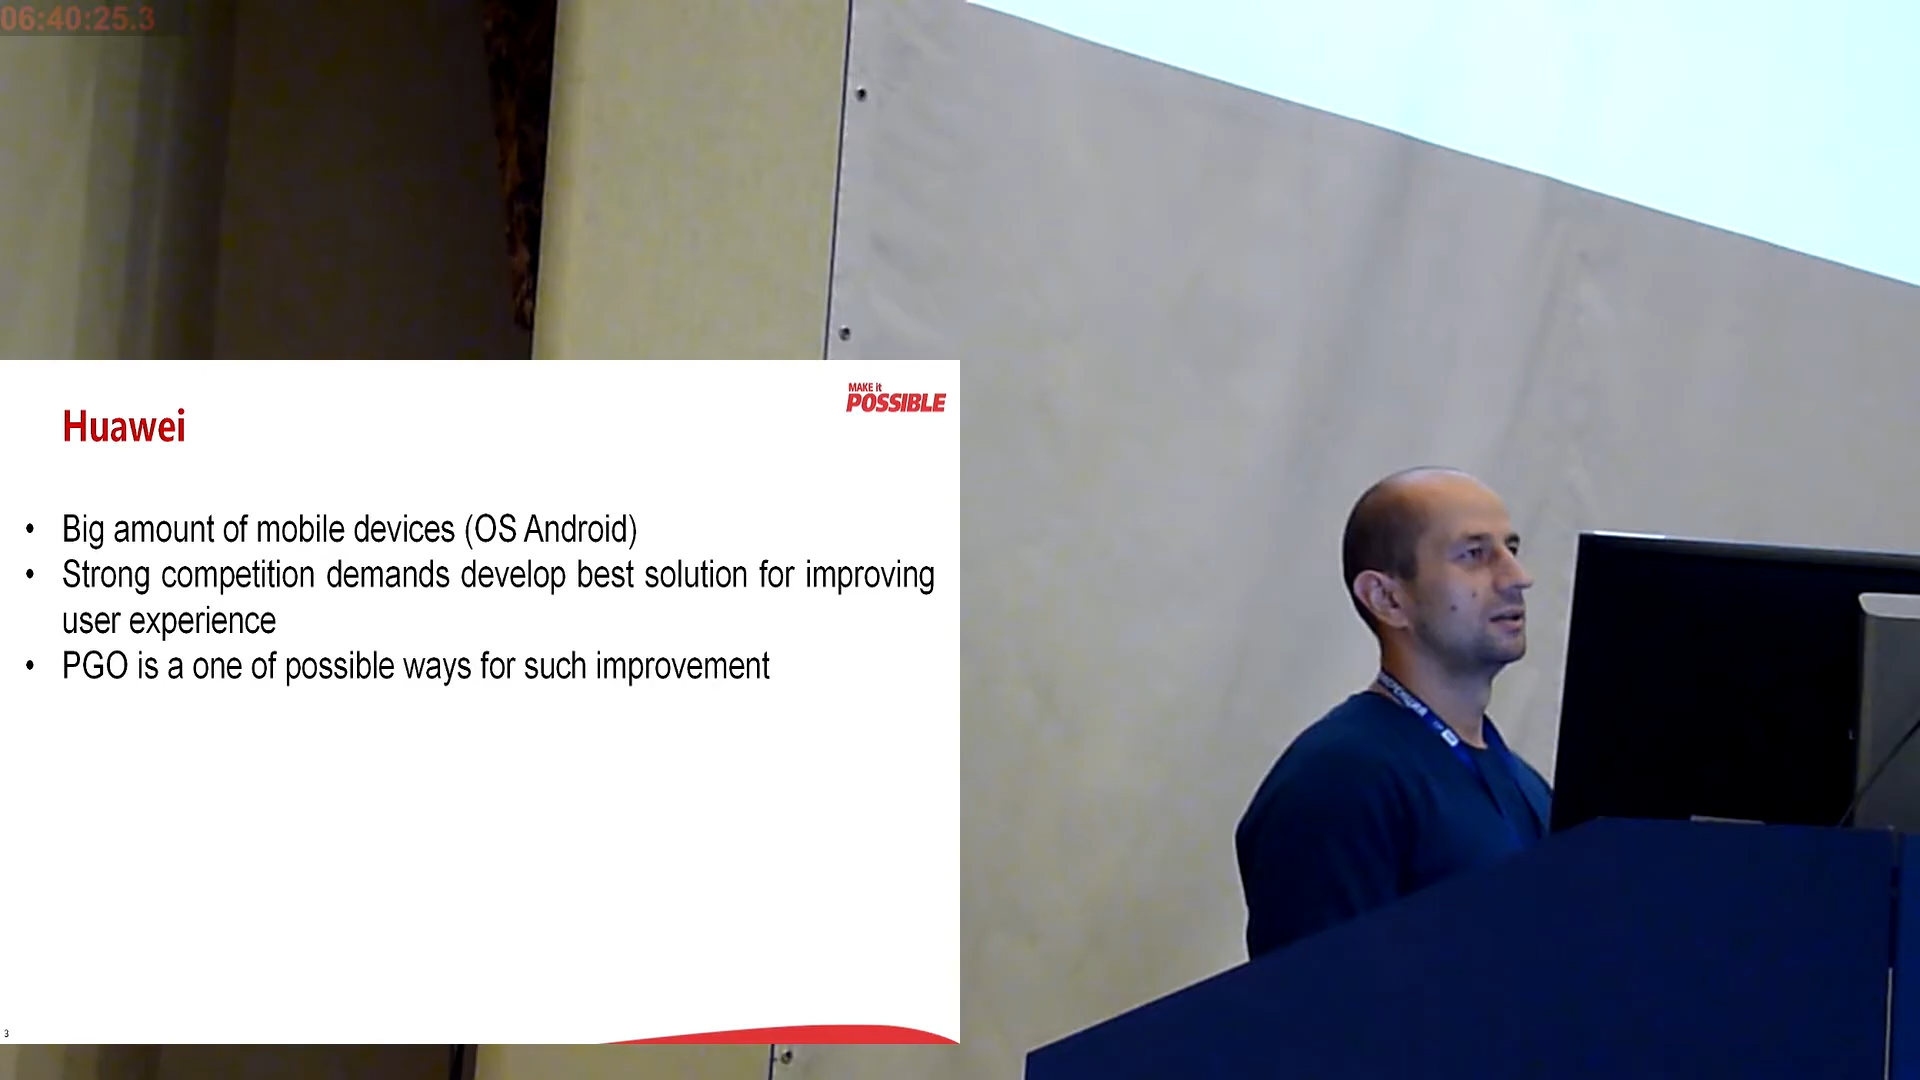 06:40:25.3
MAKE it
POSSIBLE
Huawei
• Big amount of mobile devices (OS Android)
• Strong competition demands develop best solution for improving
user experience
• PGO is a one of possible ways for such improvement
3